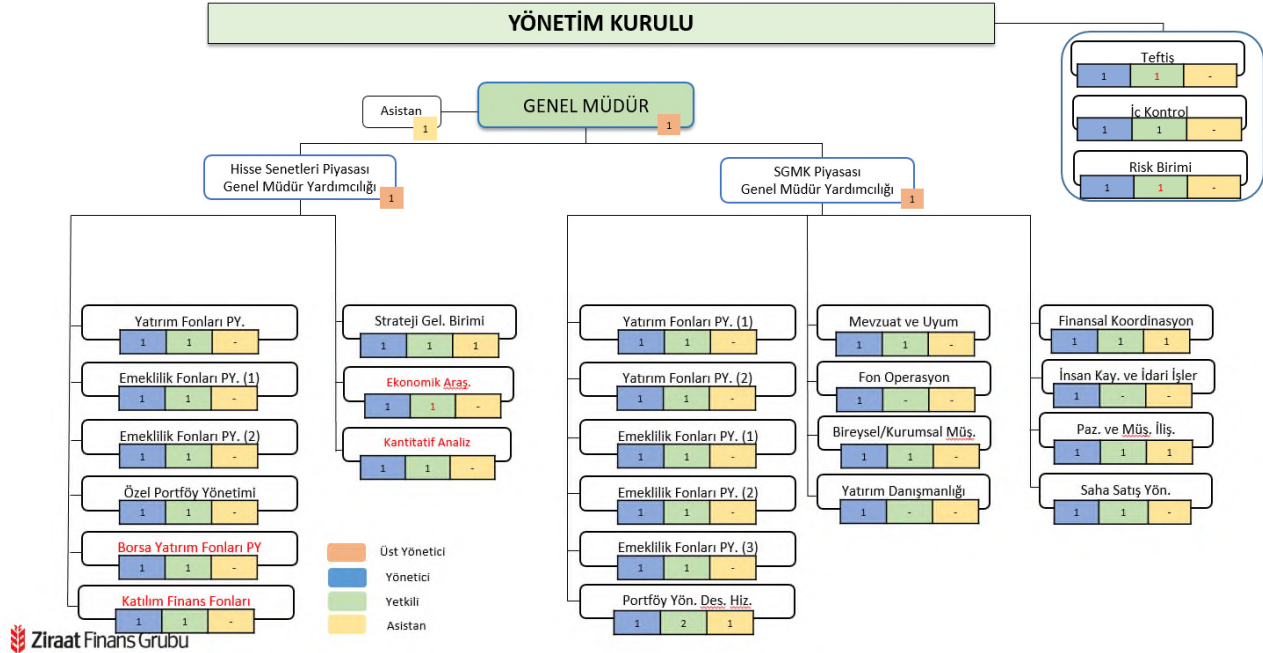 YÖNETİM KURULU
Teftiş
1 1 -
İç Kontrol
1 1 -
Risk Birimi
1 1 -
GENEL MÜDÜR
1
Asistan
1
Hisse Senetleri Piyasası
Genel Müdür Yardımcılığı
1
SGMK Piyasası
Genel Müdür Yardımcılığı
1
Yatırım Fonları PY.
1 1 -
Emeklilik Fonları PY. (1)
1 1 -
Emeklilik Fonları PY. (2)
1 1 -
Özel Portföy Yönetimi
1 1 -
Borsa Yatırım Fonları PY
1 1 -
Katılım Finans Fonları
1 1 -
Strateji Gel. Birimi
1 1 1
Ekonomik Araş.
1 1 -
Kantitatif Analiz
1 1 -
Üst Yönetici
Yönetici
Yetkili
Asistan
Yatırım Fonları PY. (1)
1 1 -
Yatırım Fonları PY. (2)
1 1 -
Emeklilik Fonları PY. (1)
1 1 -
Emeklilik Fonları PY. (2)
1 1 -
Emeklilik Fonları PY. (3)
1 1 -
Portföy Yön. Des. Hiz.
1 2 1
Mevzuat ve Uyum
1 1 -
Fon Operasyon
1 - -
Bireysel/Kurumsal Müş.
1 1 -
Yatırım Danışmanlığı
1 - -
Finansal Koordinasyon
1 1 1
İnsan Kay. ve İdari İşler
1 - -
Paz. ve Müş. İliş.
1 1 1
Saha Satış Yön.
1 1 -
Ziraat Finans Grubu